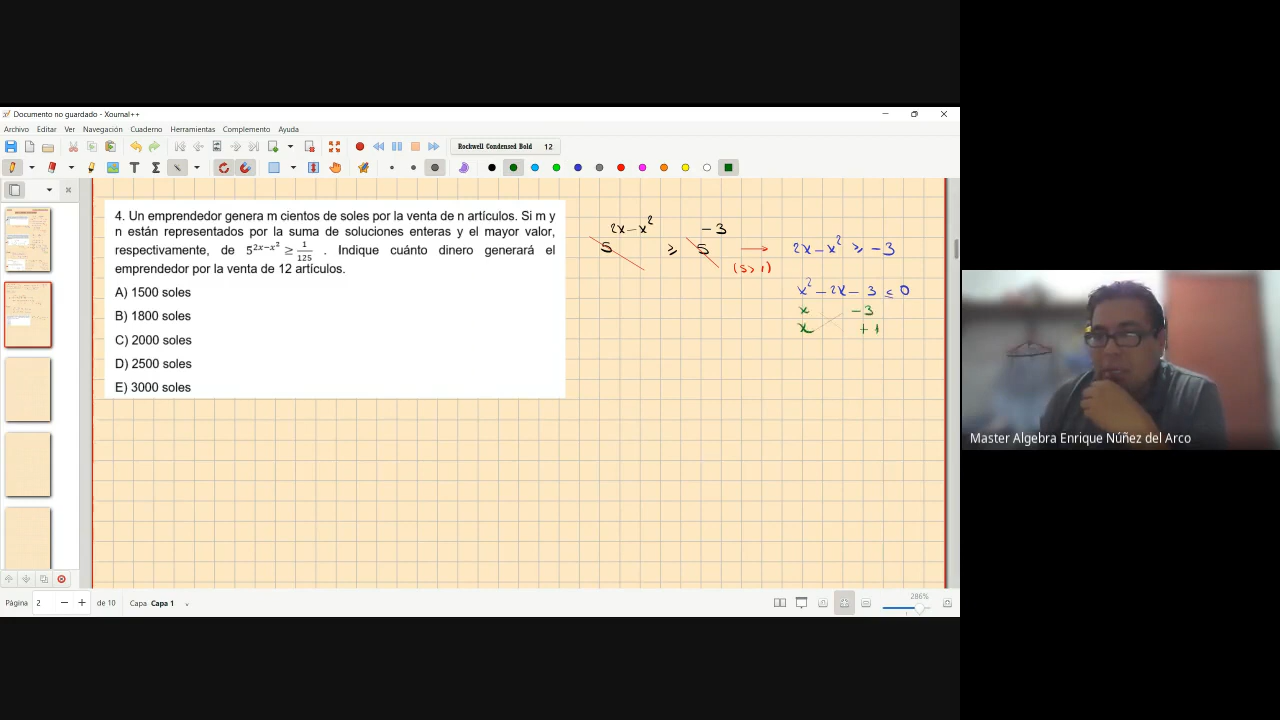 Documento no guardado - Xournal++
Archivo Editar Ver Navegación Cuaderno Herramientas Complemento Ayuda
Rockwell Condensed Bold 12
4. Un emprendedor genera m cientos de soles por la venta de n artículos. Si m y
n están representados por la suma de soluciones enteras y el mayor valor,
respectivamente, de 5^{2x−x²} ≥ 1/125 . Indique cuánto dinero generará el
emprendedor por la venta de 12 artículos.
A) 1500 soles
B) 1800 soles
C) 2000 soles
D) 2500 soles
E) 3000 soles
5^{2x−x²} ≥ 5^{−3} → 2x − x² ≥ −3
(5>1)
x² − 2x − 3 ≤ 0
x −3
x +1
Master Algebra Enrique Núñez del Arco
Página 2 de 10 Capa Capa 1 286%